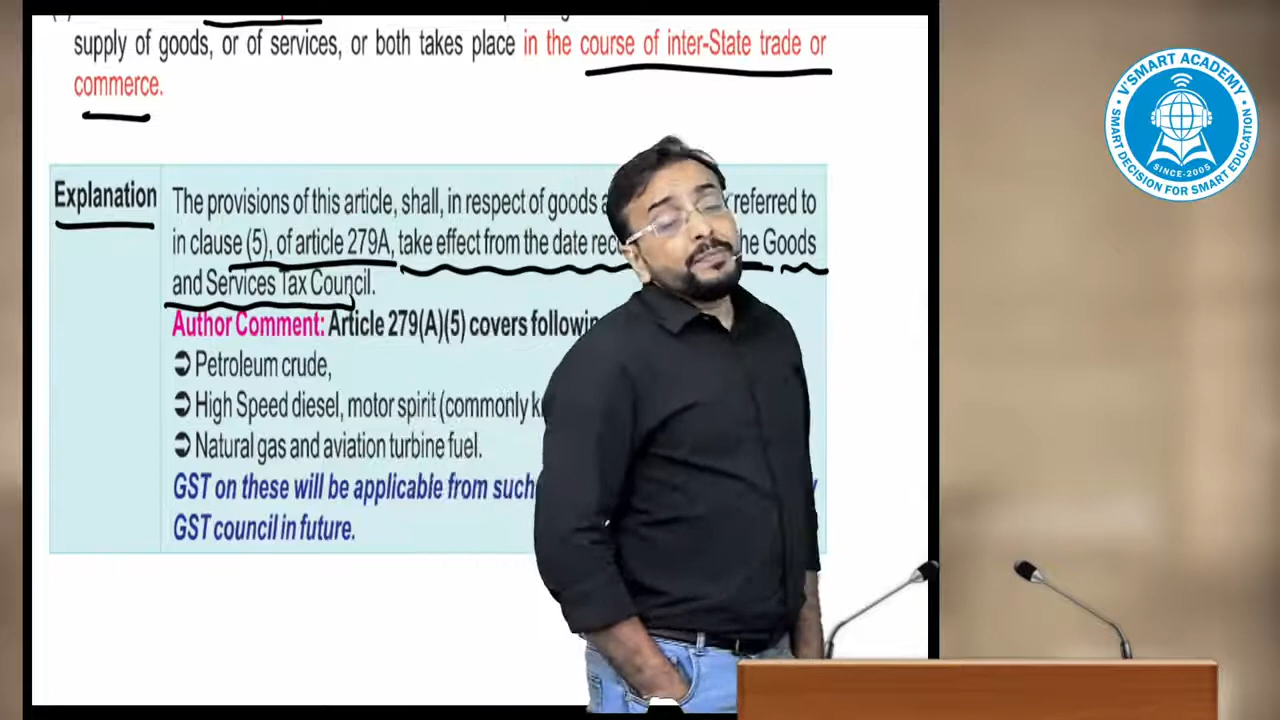 supply of goods, or of services, or both takes place in the course of inter-State trade or
commerce.
Explanation
The provisions of this article, shall, in respect of goods referred to
in clause (5), of article 279A, take effect from the date Goods
and Services Tax Council.
Author Comment: Article 279(A)(5) covers
➲ Petroleum crude,
➲ High Speed diesel, motor spirit (commonly
➲ Natural gas and aviation turbine fuel.
GST on these will be applicable from such
GST council in future.
V'SMART ACADEMY
SINCE-2005
SMART DECISION FOR SMART EDUCATION